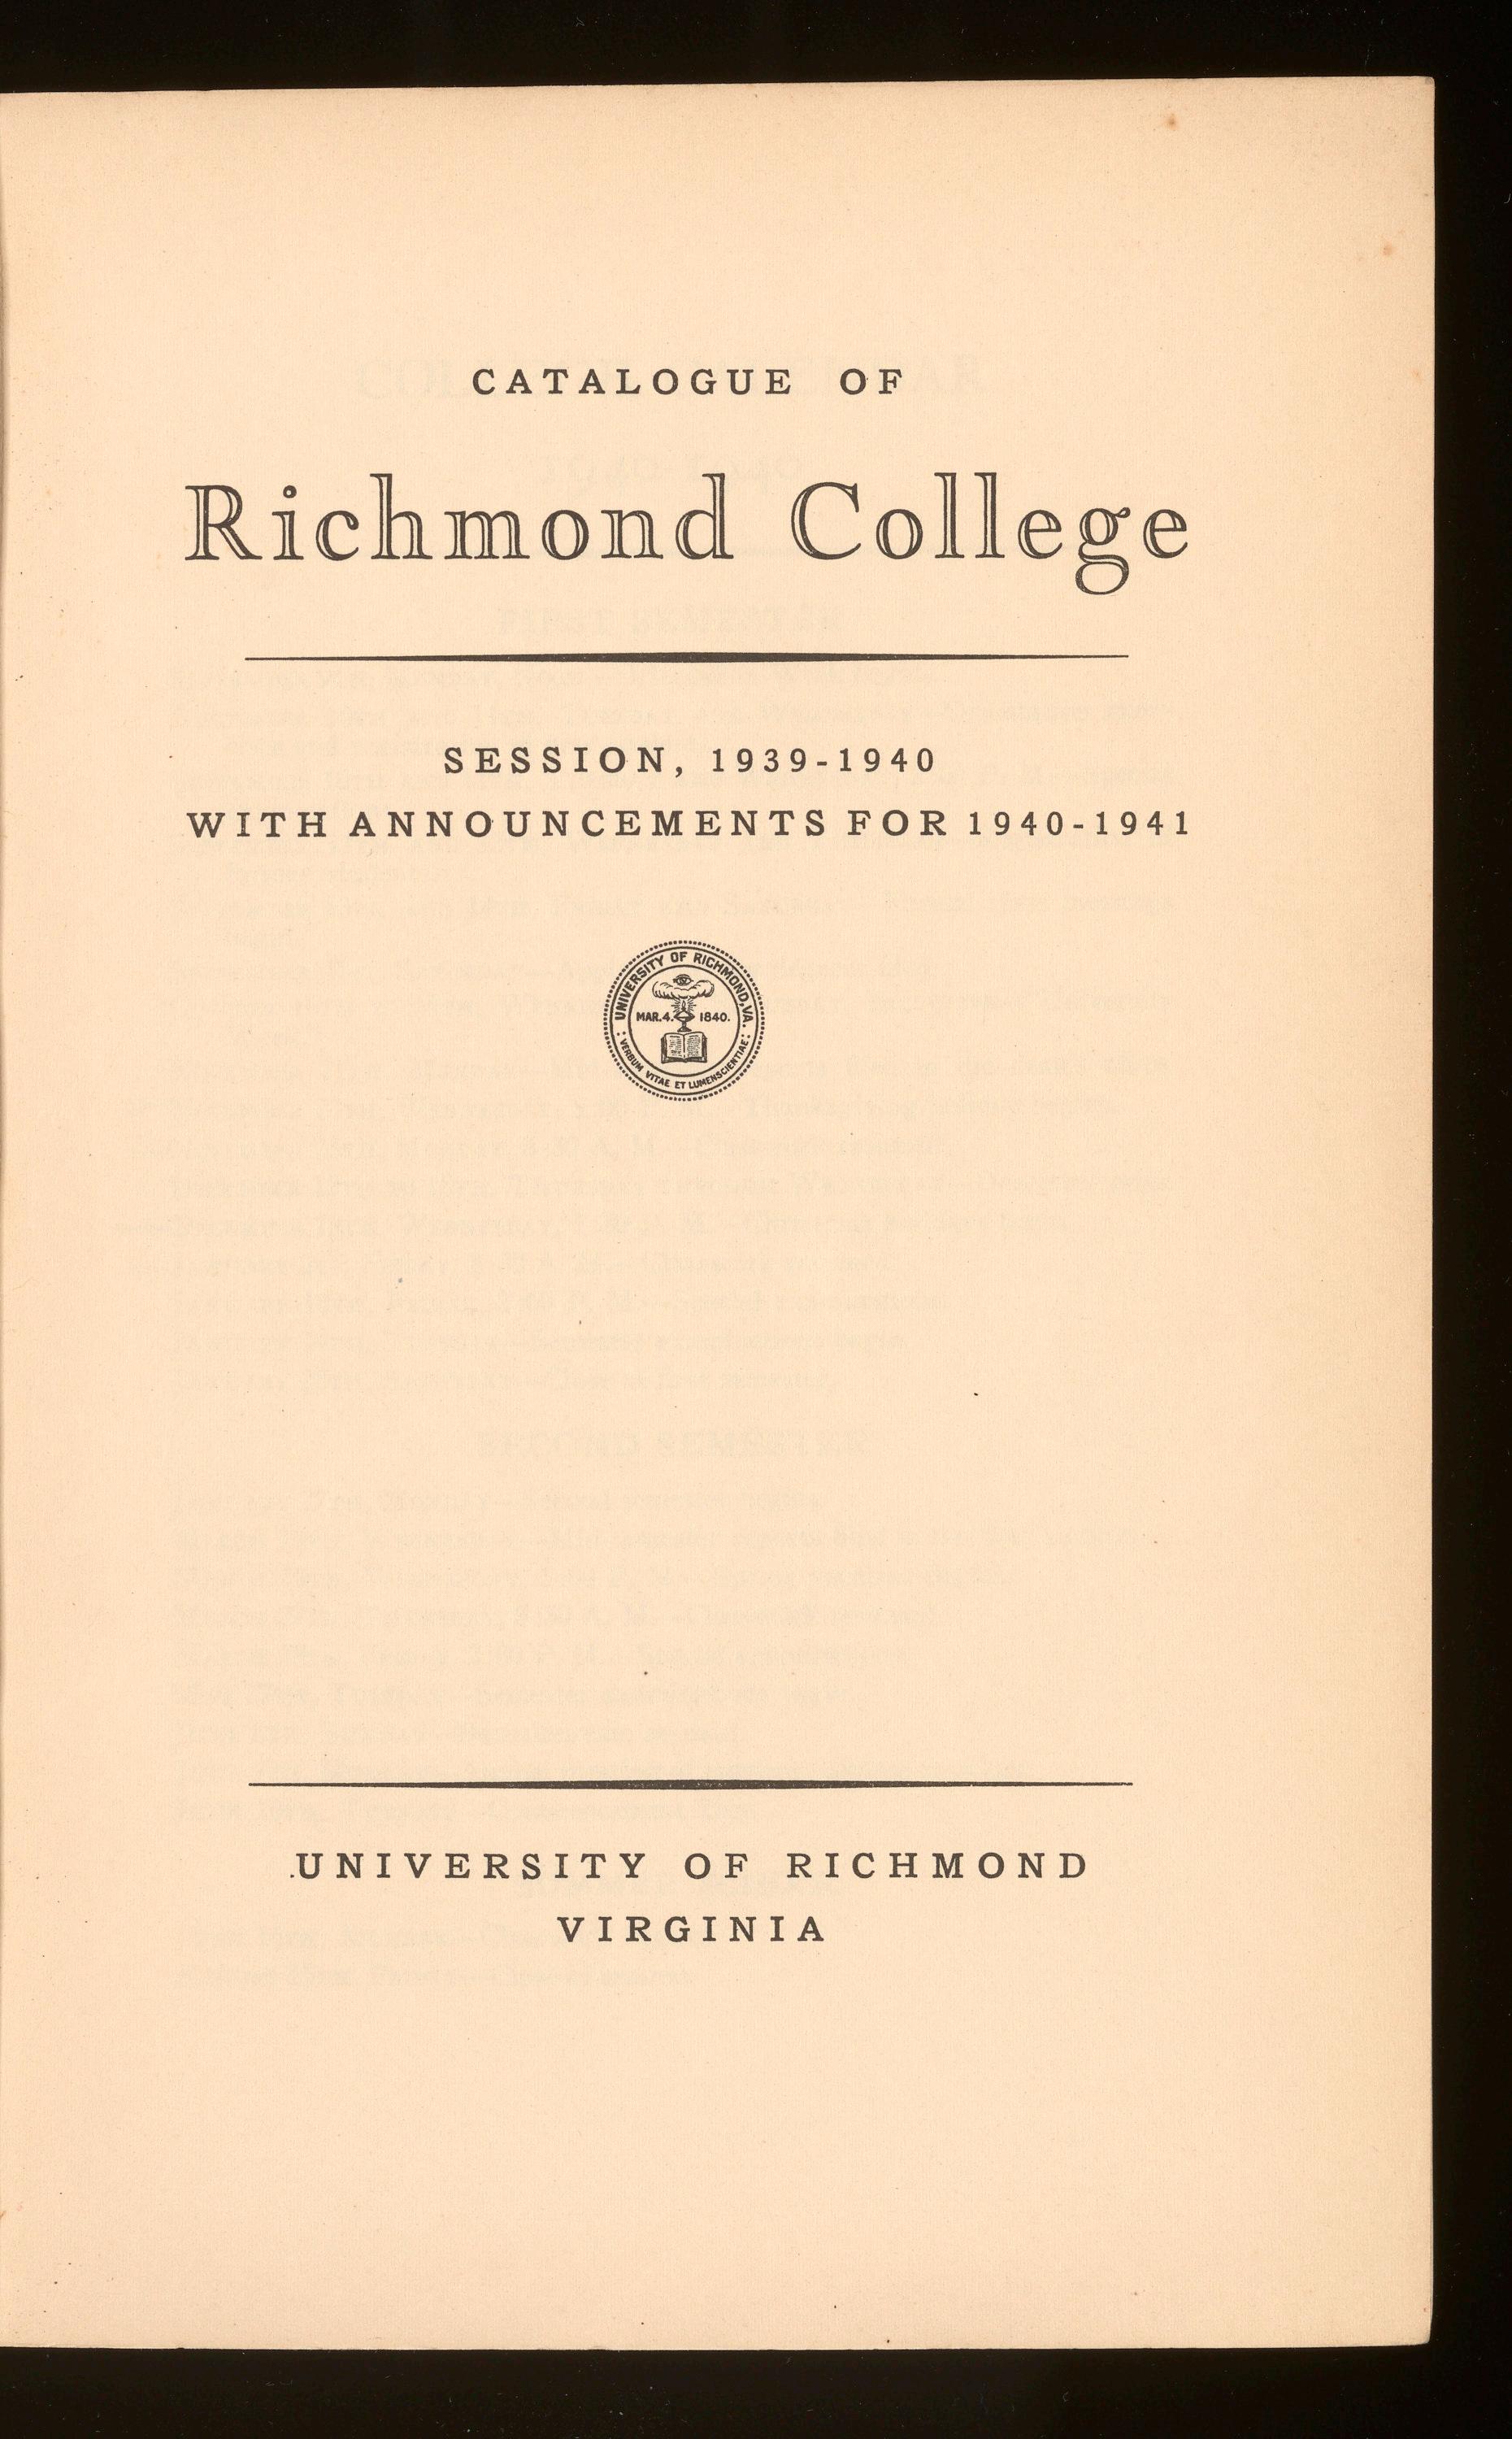 CATALOGUE OF
Richmond College
SESSION, 1939-1940
WITH ANNOUNCEMENTS FOR 1940-1941
UNIVERSITY OF RICHMOND, VA.
MAR. 4. 1840.
: VERBUM VITAE ET LUMEN SCIENTIAE :
UNIVERSITY OF RICHMOND
VIRGINIA